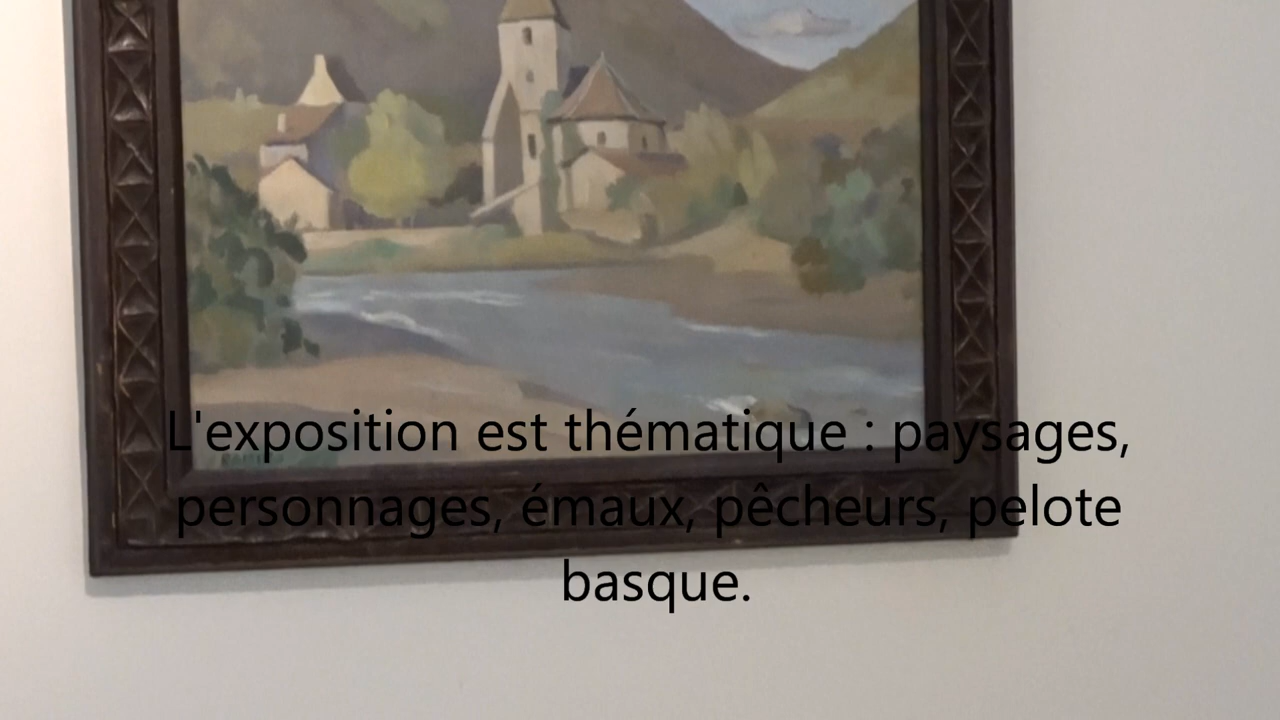 L'exposition est thématique : paysages,
personnages, émaux, pêcheurs, pelote
basque.